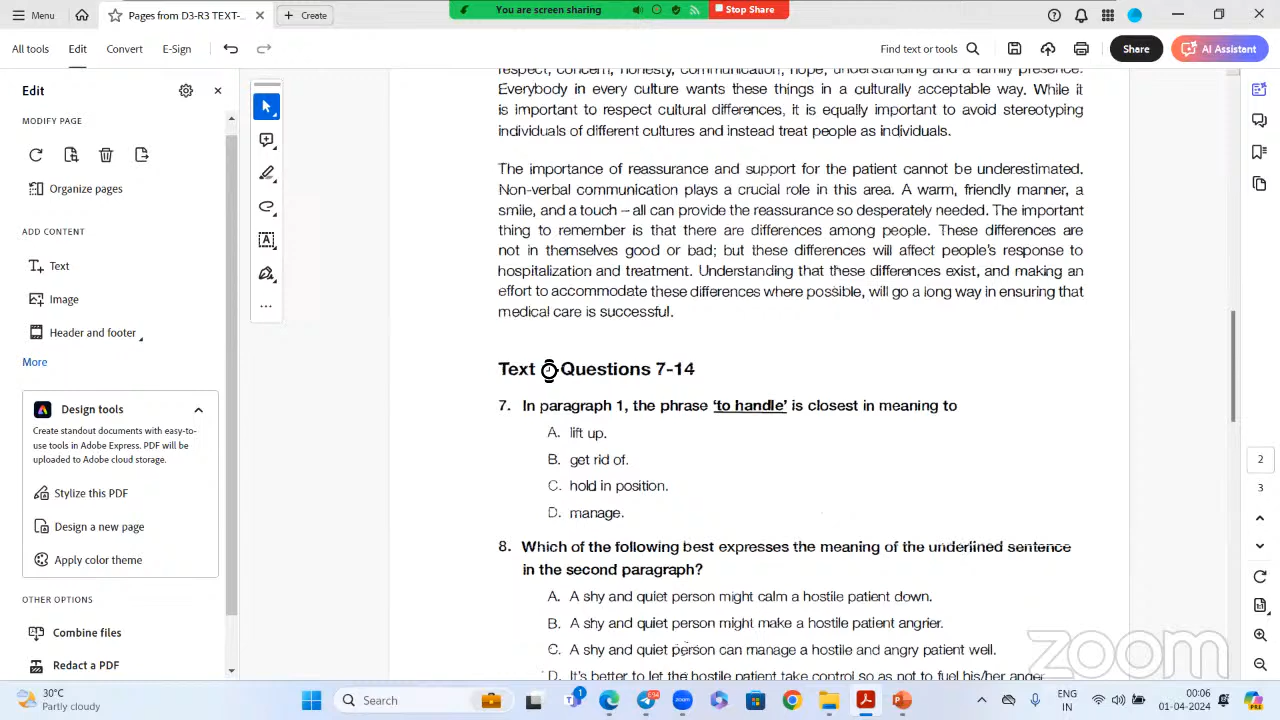 You are screen sharing
Stop Share
Pages from D3-R3 TEXT-...
Create
All tools Edit Convert E-Sign
Find text or tools
Share
AI Assistant
Edit
MODIFY PAGE
Organize pages
ADD CONTENT
Text
Image
Header and footer
More
Design tools
Create standout documents with easy-to-use tools in Adobe Express. PDF will be
uploaded to Adobe cloud storage.
Stylize this PDF
Design a new page
Apply color theme
OTHER OPTIONS
Combine files
Redact a PDF
respect, concern, honesty, communication, hope, understanding and a family presence.
Everybody in every culture wants these things in a culturally acceptable way. While it
is important to respect cultural differences, it is equally important to avoid stereotyping
individuals of different cultures and instead treat people as individuals.
The importance of reassurance and support for the patient cannot be underestimated.
Non-verbal communication plays a crucial role in this area. A warm, friendly manner, a
smile, and a touch – all can provide the reassurance so desperately needed. The important
thing to remember is that there are differences among people. These differences are
not in themselves good or bad; but these differences will affect people's response to
hospitalization and treatment. Understanding that these differences exist, and making an
effort to accommodate these differences where possible, will go a long way in ensuring that
medical care is successful.
Text Questions 7-14
7. In paragraph 1, the phrase 'to handle' is closest in meaning to
A. lift up.
B. get rid of.
C. hold in position.
D. manage.
8. Which of the following best expresses the meaning of the underlined sentence
in the second paragraph?
A. A shy and quiet person might calm a hostile patient down.
B. A shy and quiet person might make a hostile patient angrier.
C. A shy and quiet person can manage a hostile and angry patient well.
D. It's better to let the hostile patient take control so as not to fuel his/her anger
2
3
zoom
30°C
Partly cloudy
Search
1
694
ENG
IN
00:06
01-04-2024